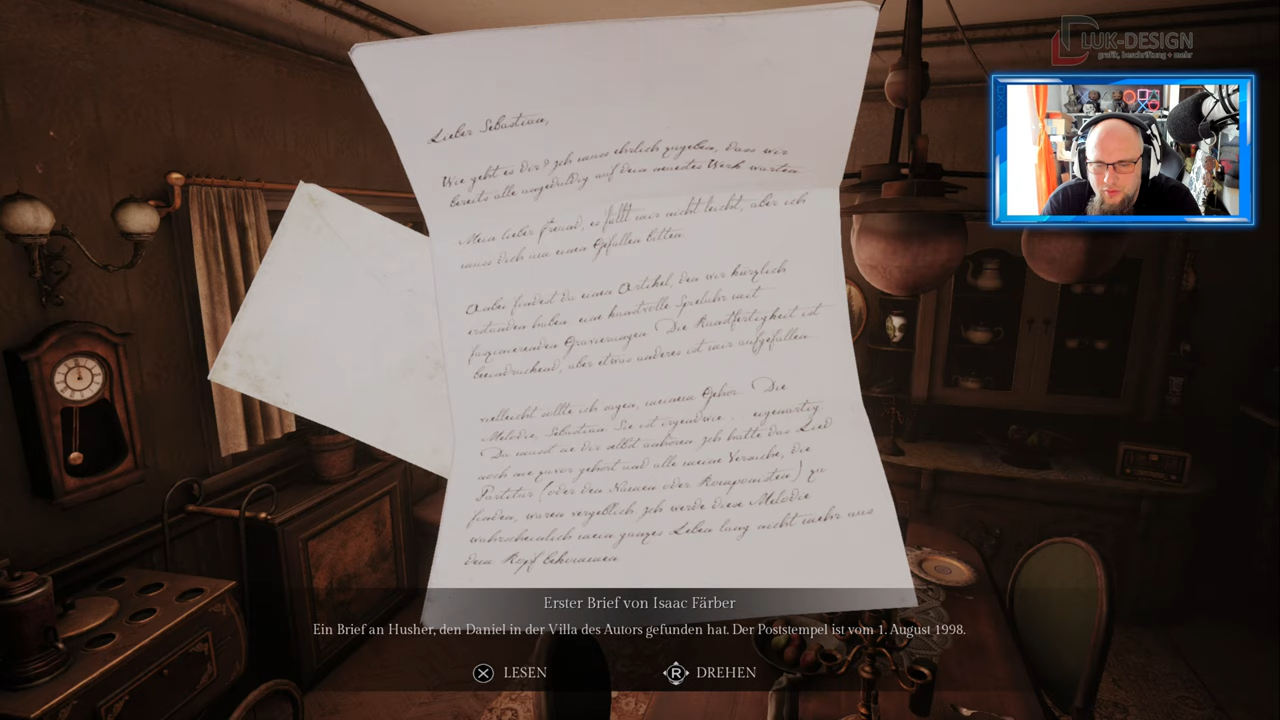 LUK-DESIGN
grafik, beschriftung + mehr
Lieber Sebastian,
Wie geht es dir? Ich muss ehrlich zugeben, dass wir
bereits alle ungeduldig auf dein neuestes Werk warten.
Mein lieber Freund, es fällt mir nicht leicht, aber ich
muss dich um einen Gefallen bitten.
Anbei findest du einen Artikel, den wir kürzlich
erstanden haben: eine kunstvolle Spieluhr mit
faszinierenden Gravierungen. Die Kunstfertigkeit ist
beeindruckend, aber etwas anderes ist mir aufgefallen.
vielleicht sollte ich sagen, meinem Gehör. Die
Melodie, Sebastian. Sie ist irgendwie... eigenartig.
Du musst sie dir selbst anhören. Ich hatte das Lied
noch nie zuvor gehört und alle meine Versuche, die
Partitur (oder den Namen oder Komponisten) zu
finden, waren vergeblich. Ich werde diese Melodie
wahrscheinlich mein ganzes Leben lang nicht mehr aus
dem Kopf bekommen.
Erster Brief von Isaac Färber
Ein Brief an Husher, den Daniel in der Villa des Autors gefunden hat. Der Poststempel ist vom 1. August 1998.
LESEN
R DREHEN